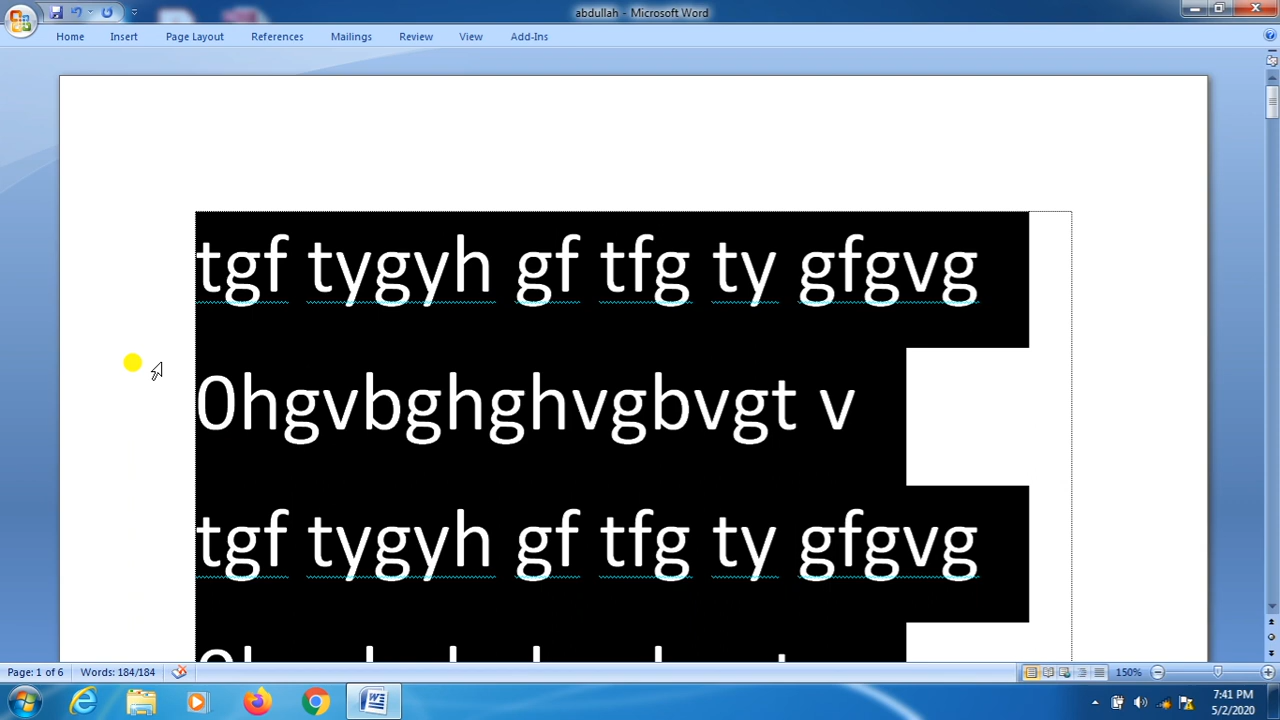 abdullah - Microsoft Word
Home Insert Page Layout References Mailings Review View Add-Ins
tgf tygyh gf tfg ty gfgvg
0hgvbghghvgbvgt v
tgf tygyh gf tfg ty gfgvg
Page: 1 of 6 Words: 184/184 150%
7:41 PM
5/2/2020